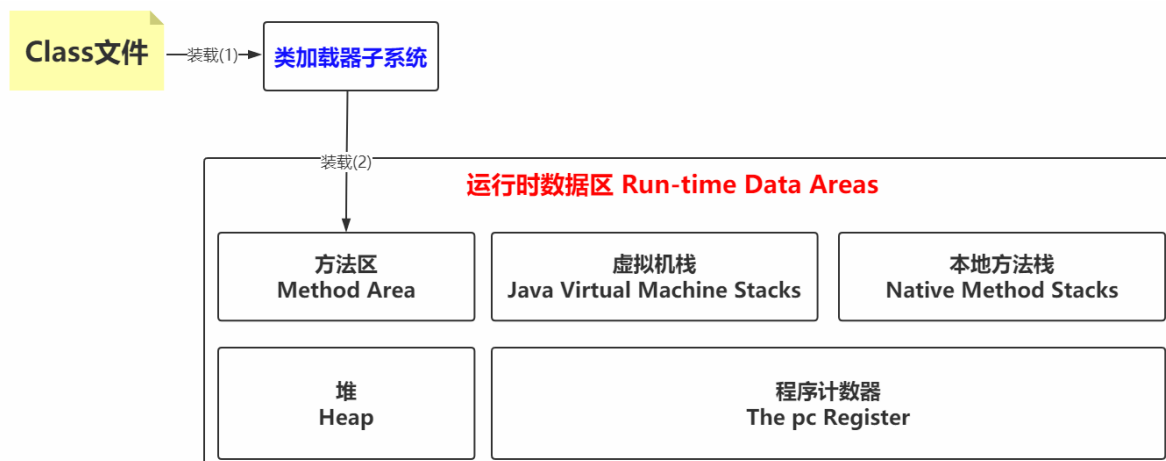 Class文件
装载(1)
类加载器子系统
装载(2)
运行时数据区 Run-time Data Areas
方法区
Method Area
虚拟机栈
Java Virtual Machine Stacks
本地方法栈
Native Method Stacks
堆
Heap
程序计数器
The pc Register